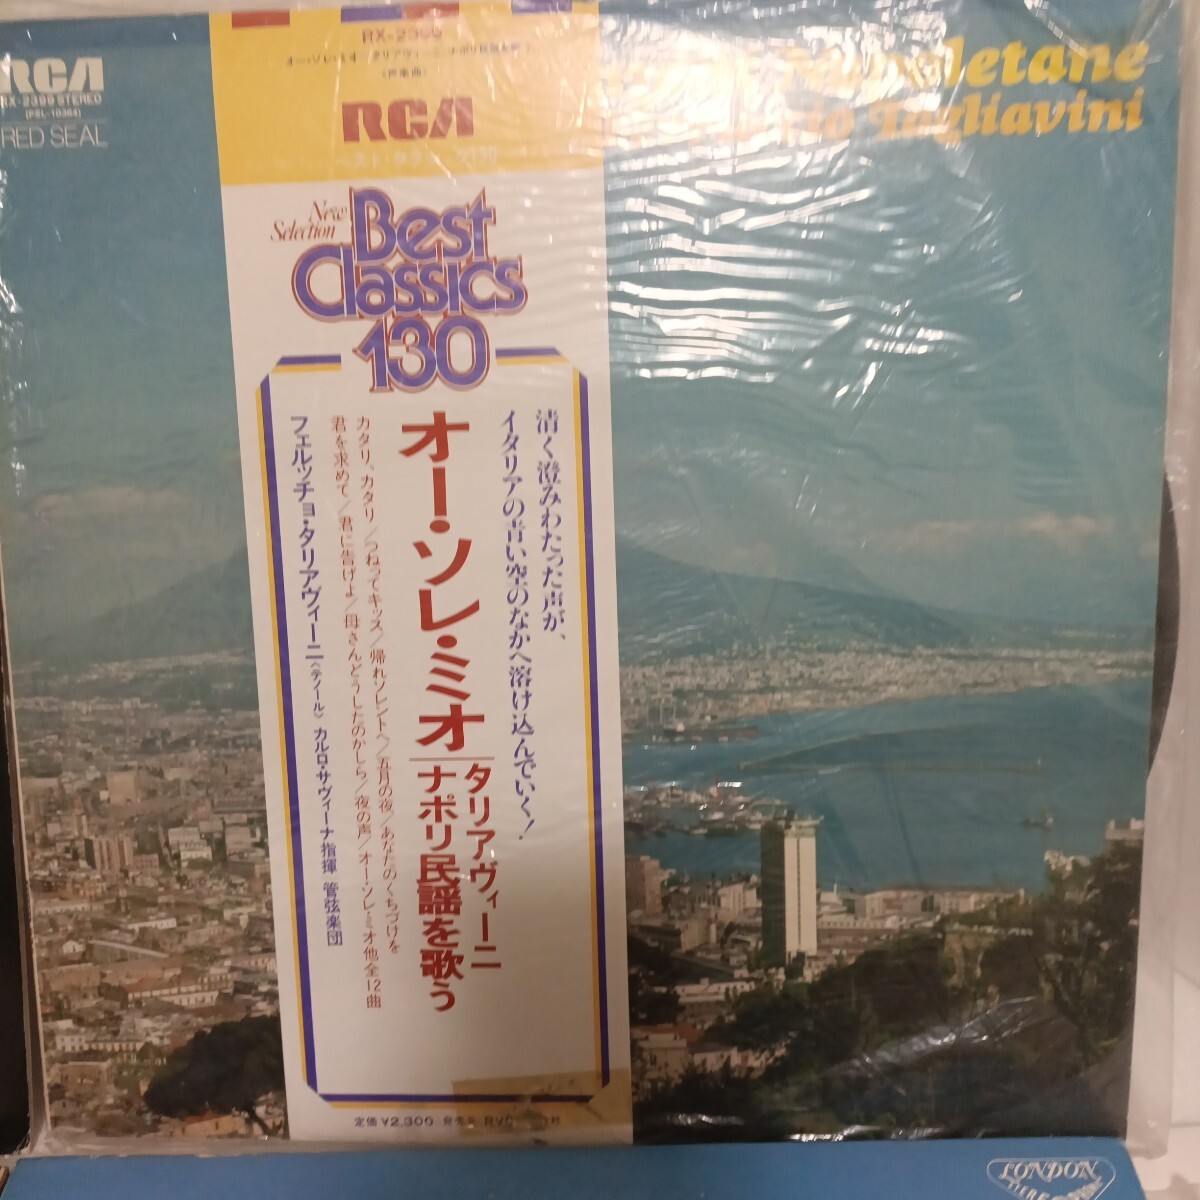 RCA
RX-2399 STEREO
(PSL-10364)
RED SEAL
letane
Tagliavini
RX-2399
(声楽曲)
RCA
New
Selection
Best
Classics
130
清く澄みわたった声が、
イタリアの青い空のなかへ溶け込んでいく!
オー・ソレ・ミオ
タリアヴィーニ
ナポリ民謡を歌う
カタリ、カタリ/つねってキッス/帰れソレントへ/五月の夜/あなたのくちづけを
君を求めて/君に告げよ/母さんどうしたのかしら/夜の声/オー・ソレ・ミオ他全12曲
フェルッチョ・タリアヴィーニ(テノール) カルロ・サヴィーナ指揮 管弦楽団
定価¥2,300
LONDON